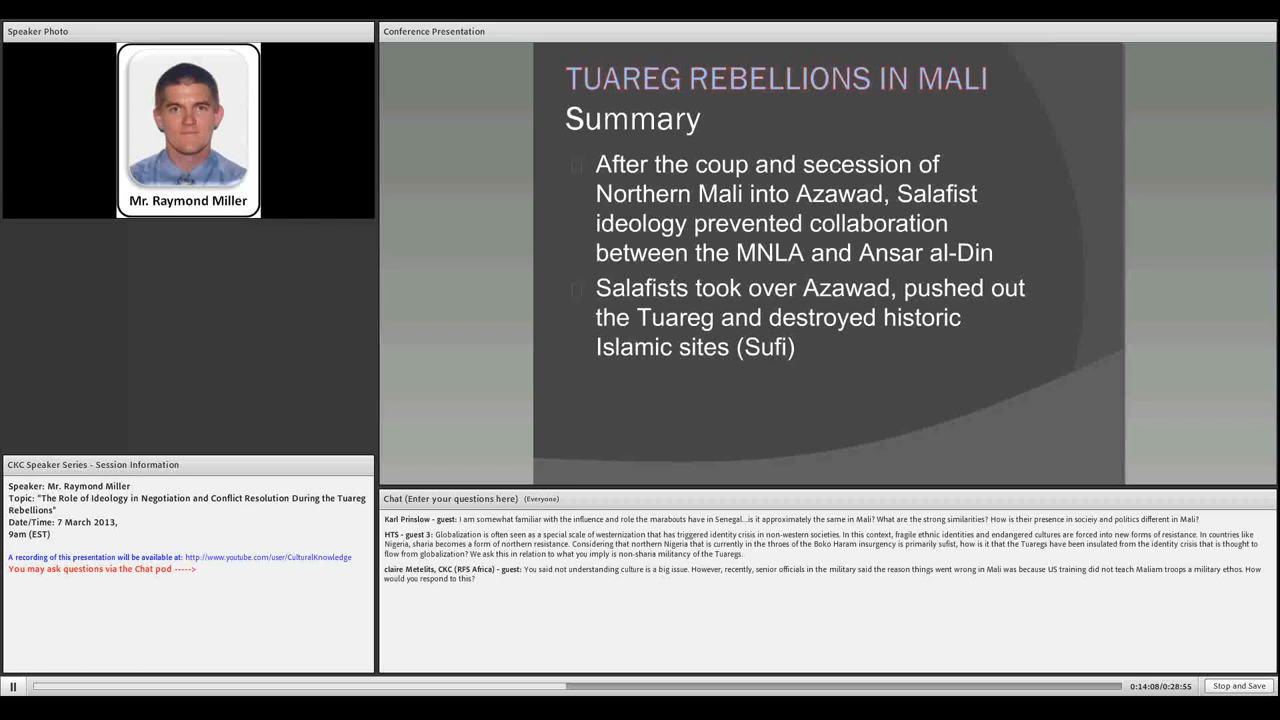 Speaker Photo
Mr. Raymond Miller
Conference Presentation
TUAREG REBELLIONS IN MALI
Summary
After the coup and secession of
Northern Mali into Azawad, Salafist
ideology prevented collaboration
between the MNLA and Ansar al-Din
Salafists took over Azawad, pushed out
the Tuareg and destroyed historic
Islamic sites (Sufi)
CKC Speaker Series - Session Information
Speaker: Mr. Raymond Miller
Topic: "The Role of Ideology in Negotiation and Conflict Resolution During the Tuareg
Rebellions"
Date/Time: 7 March 2013,
9am (EST)
A recording of this presentation will be available at: http://www.youtube.com/user/CulturalKnowledge
You may ask questions via the Chat pod ----->
Chat (Enter your questions here) (Everyone)
Karl Prinslow - guest: I am somewhat familiar with the influence and role the marabouts have in Senegal...is it approximately the same in Mali? What are the strong similarities? How is their presence in society and politics different in Mali?
HTS - guest 3: Globalization is often seen as a special scale of westernization that has triggered identity crisis in non-western societies. In this context, fragile ethnic identities and endangered cultures are forced into new forms of resistance. In countries like
Nigeria, sharia becomes a form of northern resistance. Considering that northern Nigeria that is currently in the throes of the Boko Haram insurgency is primarily sufist, how is it that the Tuaregs have been insulated from the identity crisis that is thought to
flow from globalization? We ask this in relation to what you imply is non-sharia militancy of the Tuaregs.
claire Metelits, CKC (RFS Africa) - guest: You said not understanding culture is a big issue. However, recently, senior officials in the military said the reason things went wrong in Mali was because US training did not teach Maliam troops a military ethos. How
would you respond to this?
0:14:08/0:28:55
Stop and Save